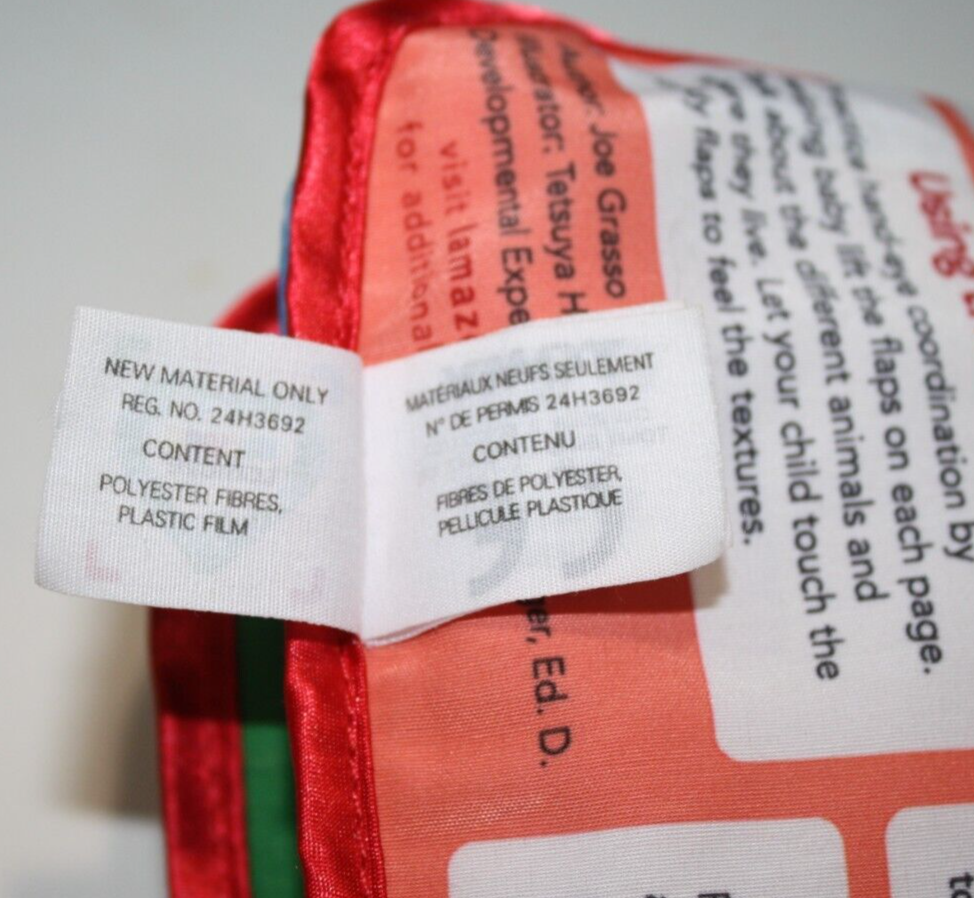 NEW MATERIAL ONLY
REG. NO. 24H3692
CONTENT
POLYESTER FIBRES,
PLASTIC FILM
MATÉRIAUX NEUFS SEULEMENT
N° DE PERMIS 24H3692
CONTENU
FIBRES DE POLYESTER,
PELLICULE PLASTIQUE
Author: Joe Grasso
Illustrator: Tetsuya H
Developmental Expe
er, Ed. D.
visit lamaz
for additiona
Using
hand-eye coordination by
baby lift the flaps on each page.
about the different animals and
they live. Let your child touch the
flaps to feel the textures.